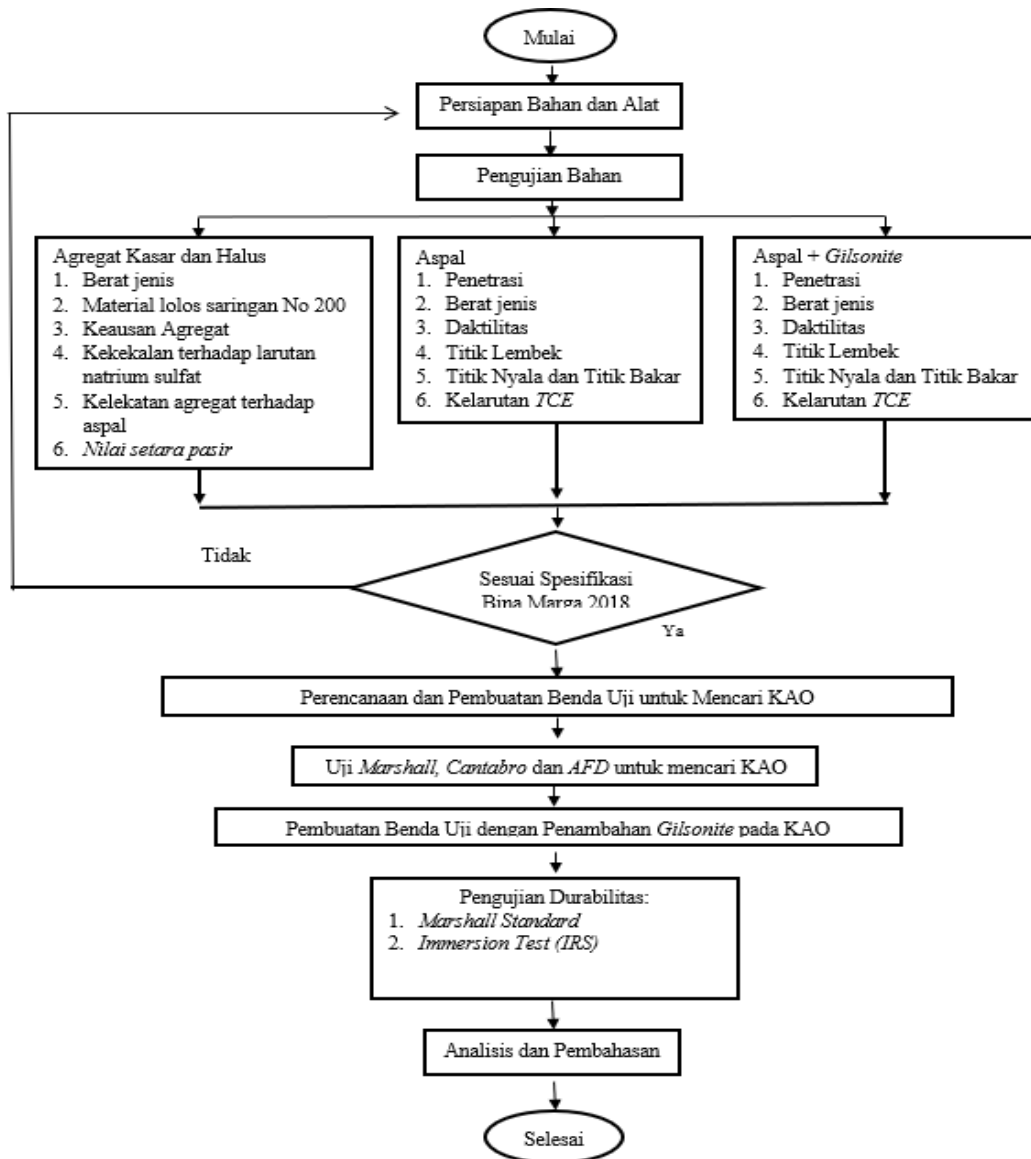 Mulai
Persiapan Bahan dan Alat
Pengujian Bahan
Agregat Kasar dan Halus
1. Berat jenis
2. Material lolos saringan No 200
3. Keausan Agregat
4. Kekekalan terhadap larutan
natrium sulfat
5. Kelekatan agregat terhadap
aspal
6. Nilai setara pasir
Aspal
1. Penetrasi
2. Berat jenis
3. Daktilitas
4. Titik Lembek
5. Titik Nyala dan Titik Bakar
6. Kelarutan TCE
Aspal + Gilsonite
1. Penetrasi
2. Berat jenis
3. Daktilitas
4. Titik Lembek
5. Titik Nyala dan Titik Bakar
6. Kelarutan TCE
Tidak
Sesuai Spesifikasi
Bina Marga 2018
Ya
Perencanaan dan Pembuatan Benda Uji untuk Mencari KAO
Uji Marshall, Cantabro dan AFD untuk mencari KAO
Pembuatan Benda Uji dengan Penambahan Gilsonite pada KAO
Pengujian Durabilitas:
1. Marshall Standard
2. Immersion Test (IRS)
Analisis dan Pembahasan
Selesai